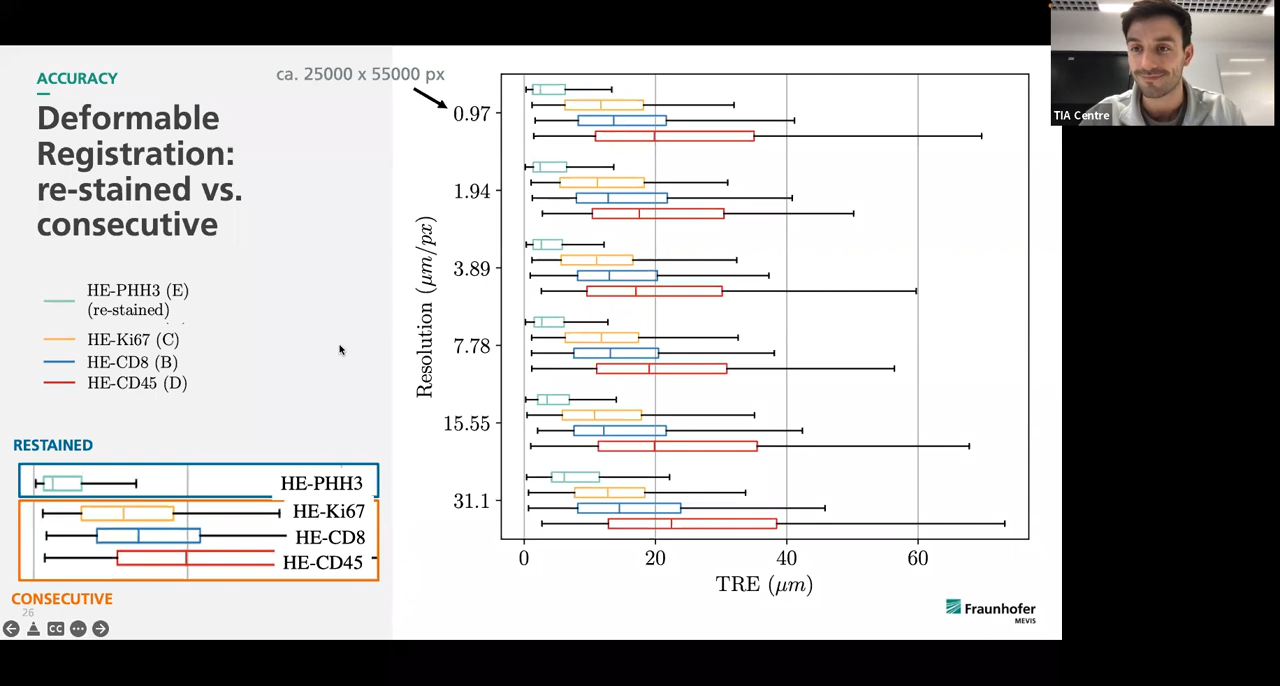 TIA Centre
ACCURACY
Deformable
Registration:
re-stained vs.
consecutive
HE-PHH3 (E)
(re-stained)
HE-Ki67 (C)
HE-CD8 (B)
HE-CD45 (D)
RESTAINED
HE-PHH3
HE-Ki67
HE-CD8
HE-CD45
CONSECUTIVE
26
CC
ca. 25000 x 55000 px
Resolution (μm/px)
0.97
1.94
3.89
7.78
15.55
31.1
0 20 40 60
TRE (μm)
Fraunhofer
MEVIS